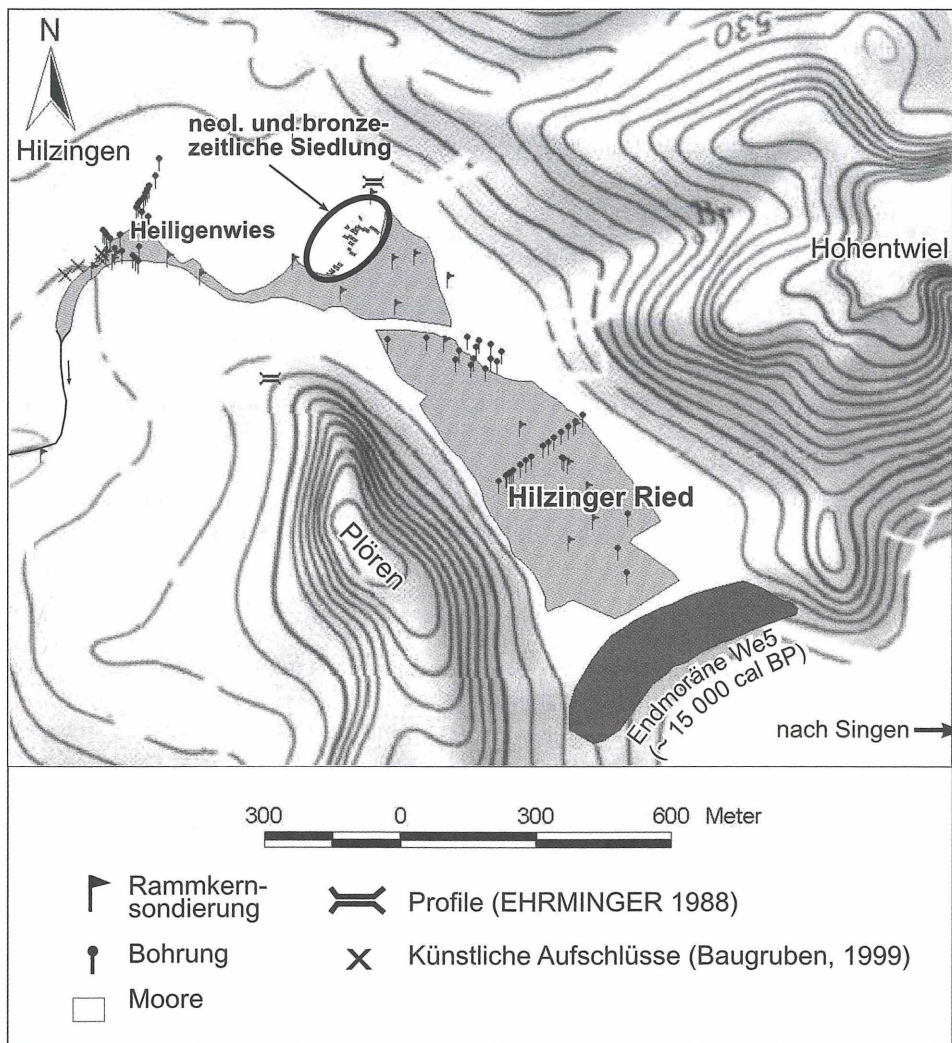 N
530
Hilzingen
neol. und bronze-
zeitliche Siedlung
Heiligenwies
Br
Hohentwiel
Hilzinger Ried
Plören
Endmoräne We5
(~ 15 000 cal BP)
nach Singen
300 0 300 600 Meter
Rammkern-
sondierung
Profile (EHRMINGER 1988)
Bohrung
Künstliche Aufschlüsse (Baugruben, 1999)
Moore